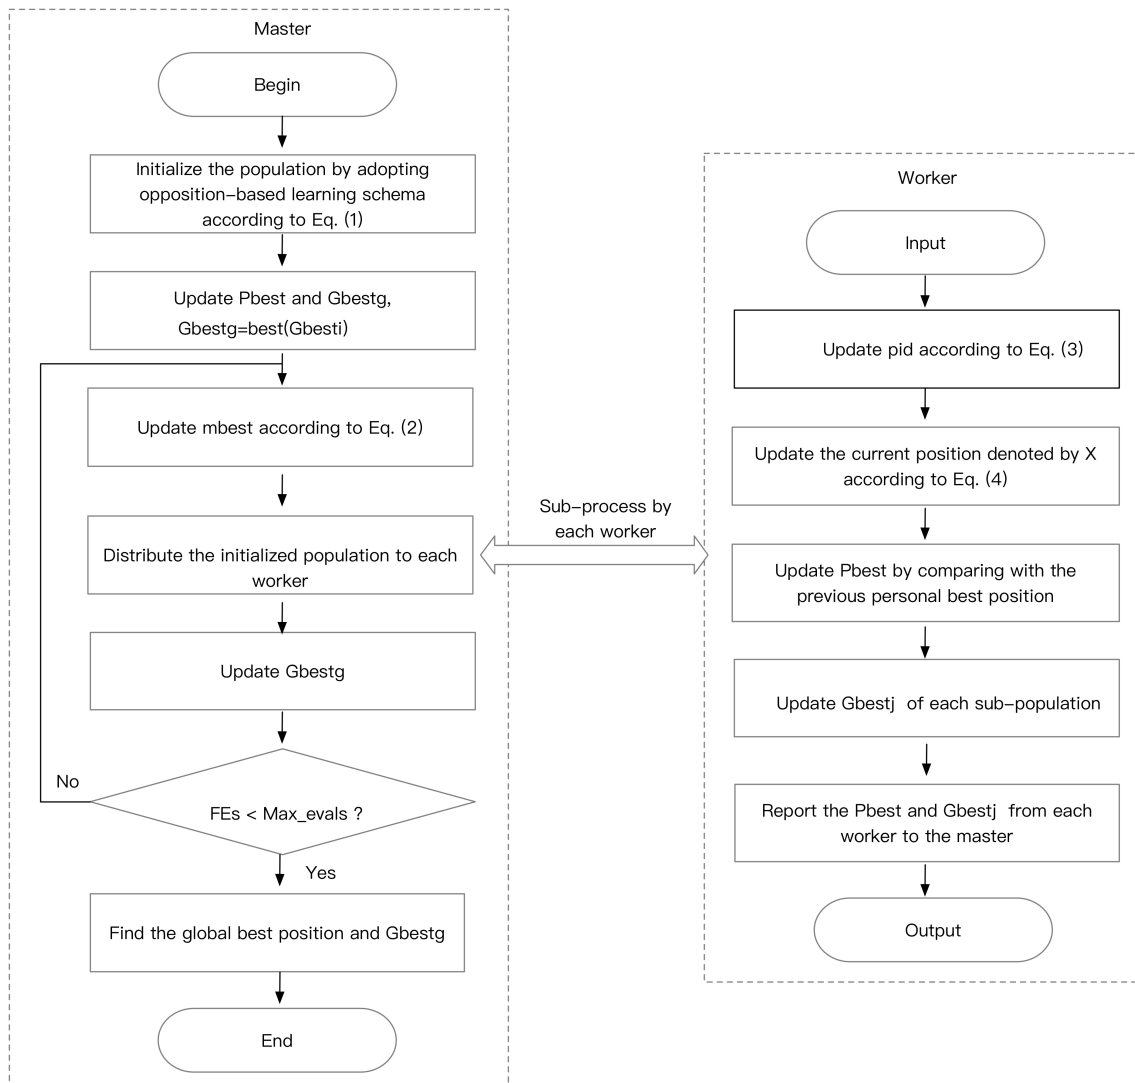 Master
Begin
Initialize the population by adopting
opposition-based learning schema
according to Eq. (1)
Update Pbest and Gbestg,
Gbestg=best(Gbesti)
Update mbest according to Eq. (2)
Distribute the initialized population to each
worker
Update Gbestg
No
FEs < Max_evals ?
Yes
Find the global best position and Gbestg
End
Sub-process by
each worker
Worker
Input
Update pid according to Eq. (3)
Update the current position denoted by X
according to Eq. (4)
Update Pbest by comparing with the
previous personal best position
Update Gbestj of each sub-population
Report the Pbest and Gbestj from each
worker to the master
Output